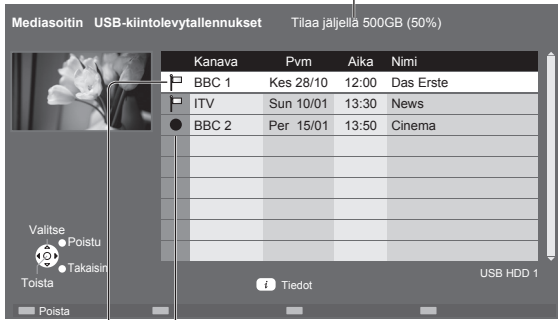 Mediasoitin USB-kiintolevytallennukset Tilaa jäljellä 500GB (50%)
Kanava Pvm Aika Nimi
BBC 1 Kes 28/10 12:00 Das Erste
ITV Sun 10/01 13:30 News
BBC 2 Per 15/01 13:50 Cinema
Valitse
Poistu
Takaisin
Toista
USB HDD 1
i Tiedot
Poista